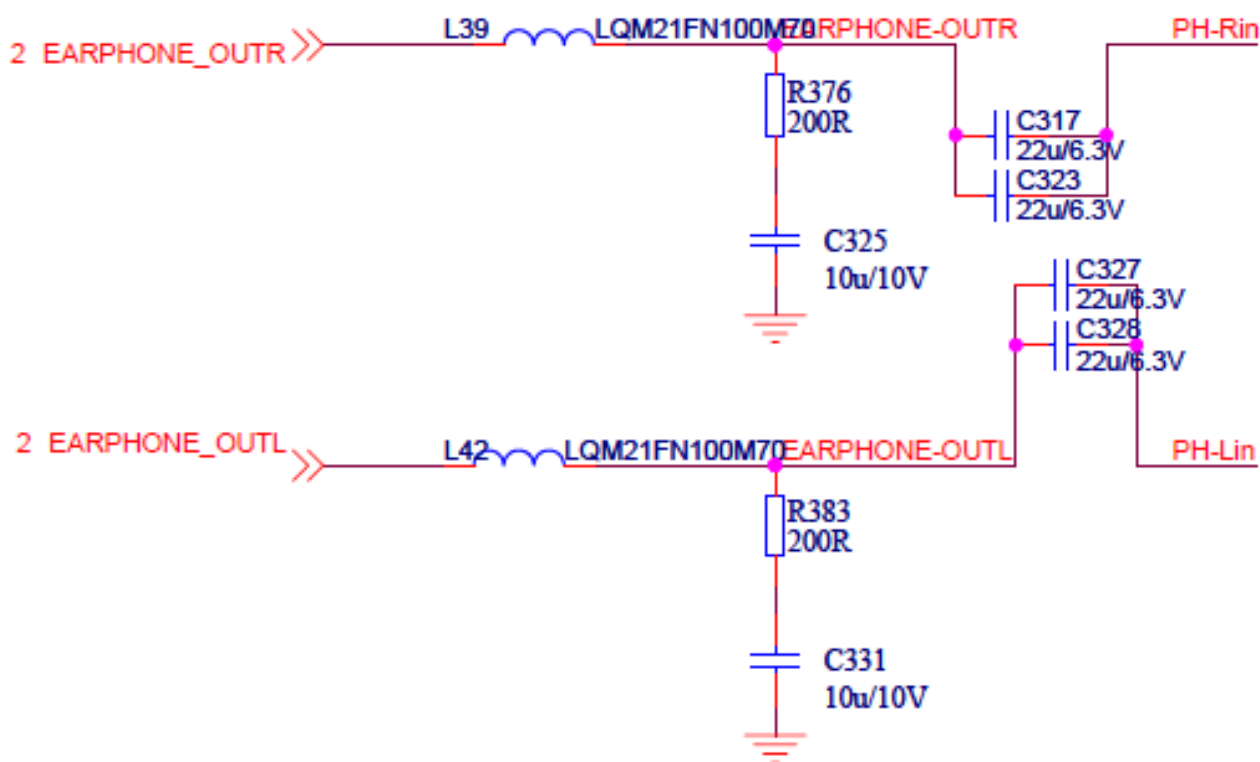 L39 LQM21FN100M70 EARPHONE-OUTR PH-Rin
2 EARPHONE_OUTR
R376
200R
C317
22u/6.3V
C323
22u/6.3V
C325
10u/10V
C327
22u/6.3V
C328
22u/6.3V
2 EARPHONE_OUTL L42 LQM21FN100M70 EARPHONE-OUTL PH-Lin
R383
200R
C331
10u/10V